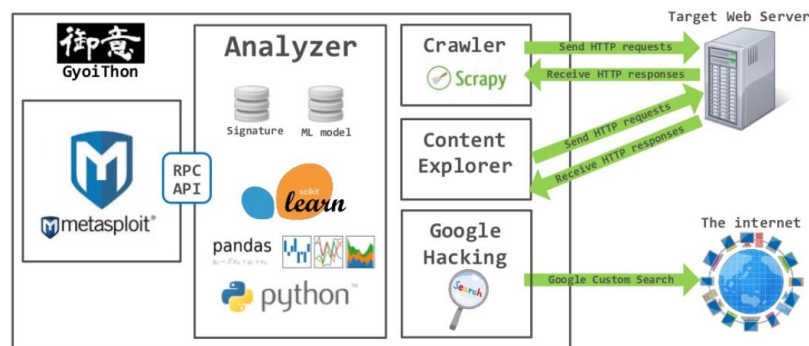 御意
GyoiThon
metasploit®
RPC
API
Analyzer
Signature
ML model
scikit
learn
pandas
python™
Crawler
Scrapy
Content
Explorer
Google
Hacking
Search
Send HTTP requests
Receive HTTP responses
Send HTTP requests
Receive HTTP responses
Google Custom Search
Target Web Server
The internet